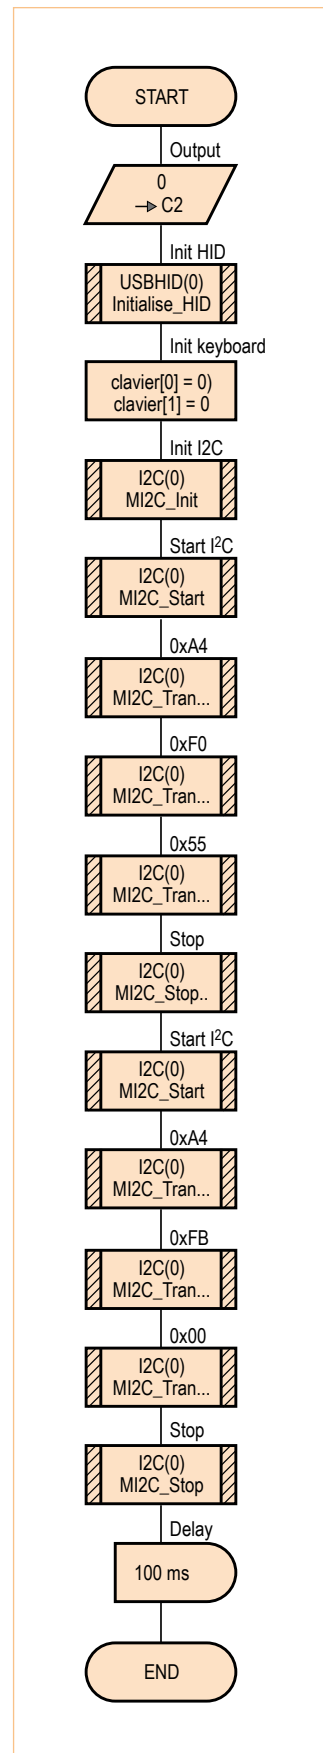 START
Output
0
C2
Init HID
USBHID(0)
Initialise_HID
Init keyboard
clavier[0] = 0)
clavier[1] = 0
Init I2C
I2C(0)
MI2C_Init
Start I²C
I2C(0)
MI2C_Start
0xA4
I2C(0)
MI2C_Tran...
0xF0
I2C(0)
MI2C_Tran...
0x55
I2C(0)
MI2C_Tran...
Stop
I2C(0)
MI2C_Stop..
Start I²C
I2C(0)
MI2C_Start
0xA4
I2C(0)
MI2C_Tran...
0xFB
I2C(0)
MI2C_Tran...
0x00
I2C(0)
MI2C_Tran...
Stop
I2C(0)
MI2C_Stop
Delay
100 ms
END